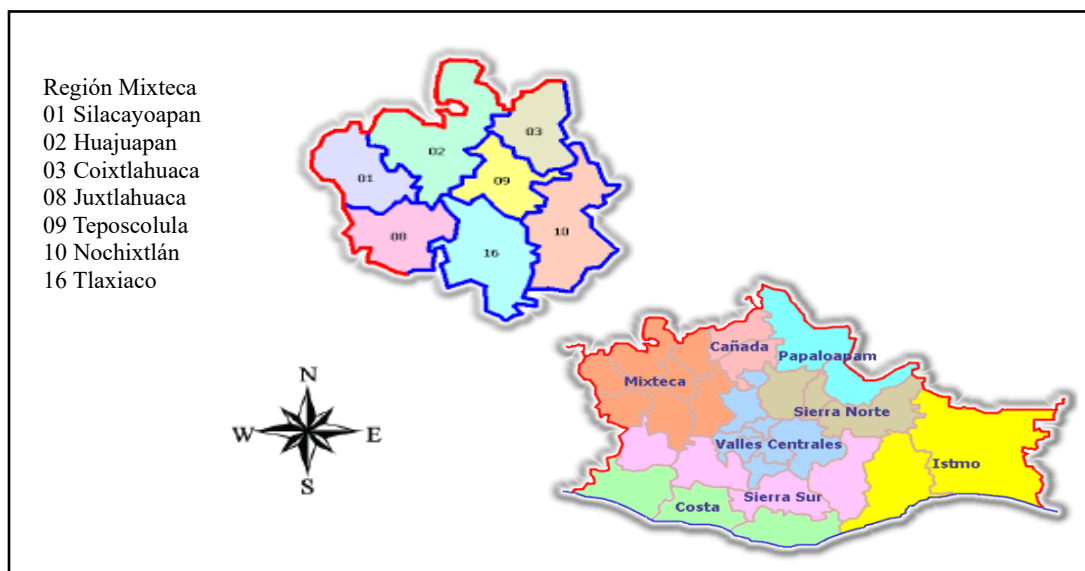 Región Mixteca
01 Silacayoapan
02 Huajuapan
03 Coixtlahuaca
08 Juxtlahuaca
09 Teposcolula
10 Nochixtlán
16 Tlaxiaco
03
02
01
09
08
10
16
N
W E
S
Cañada
Papaloapam
Mixteca
Sierra Norte
Valles Centrales
Istmo
Sierra Sur
Costa